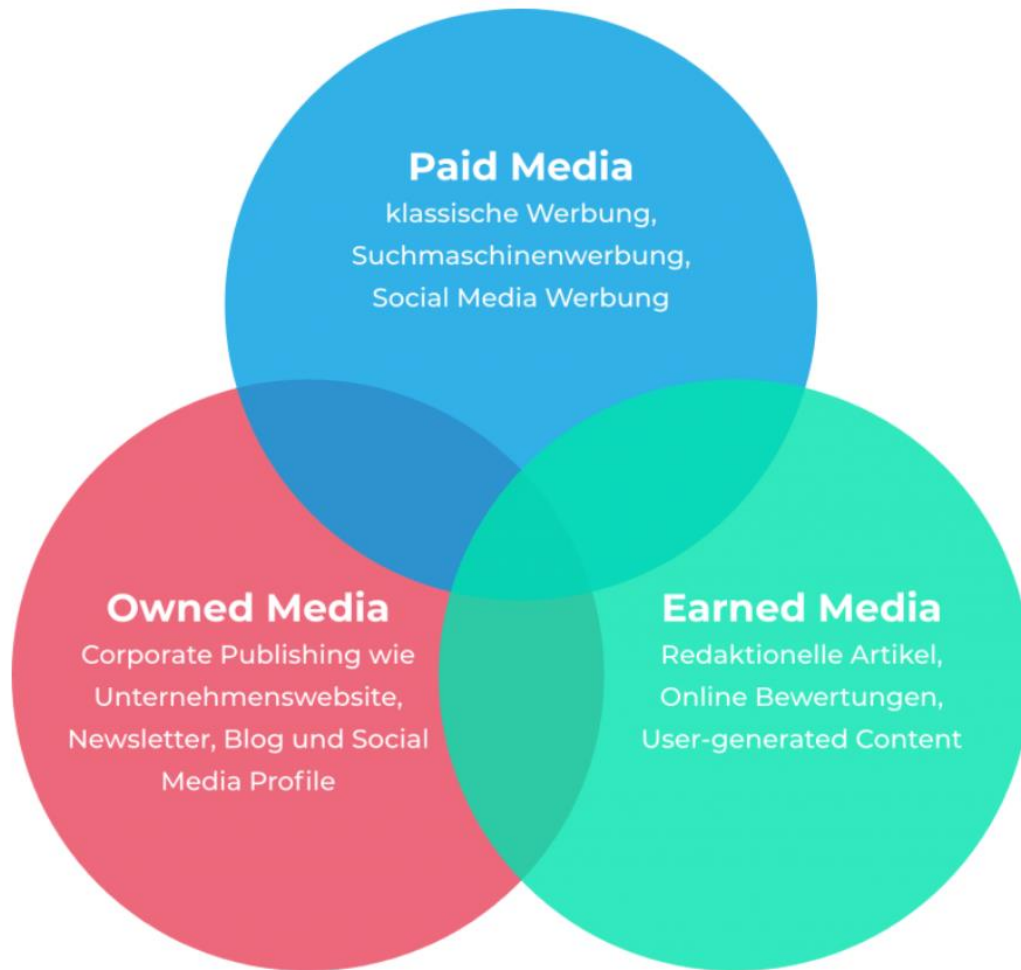 Paid Media
klassische Werbung,
Suchmaschinenwerbung,
Social Media Werbung
Owned Media
Corporate Publishing wie
Unternehmenswebsite,
Newsletter, Blog und Social
Media Profile
Earned Media
Redaktionelle Artikel,
Online Bewertungen,
User-generated Content